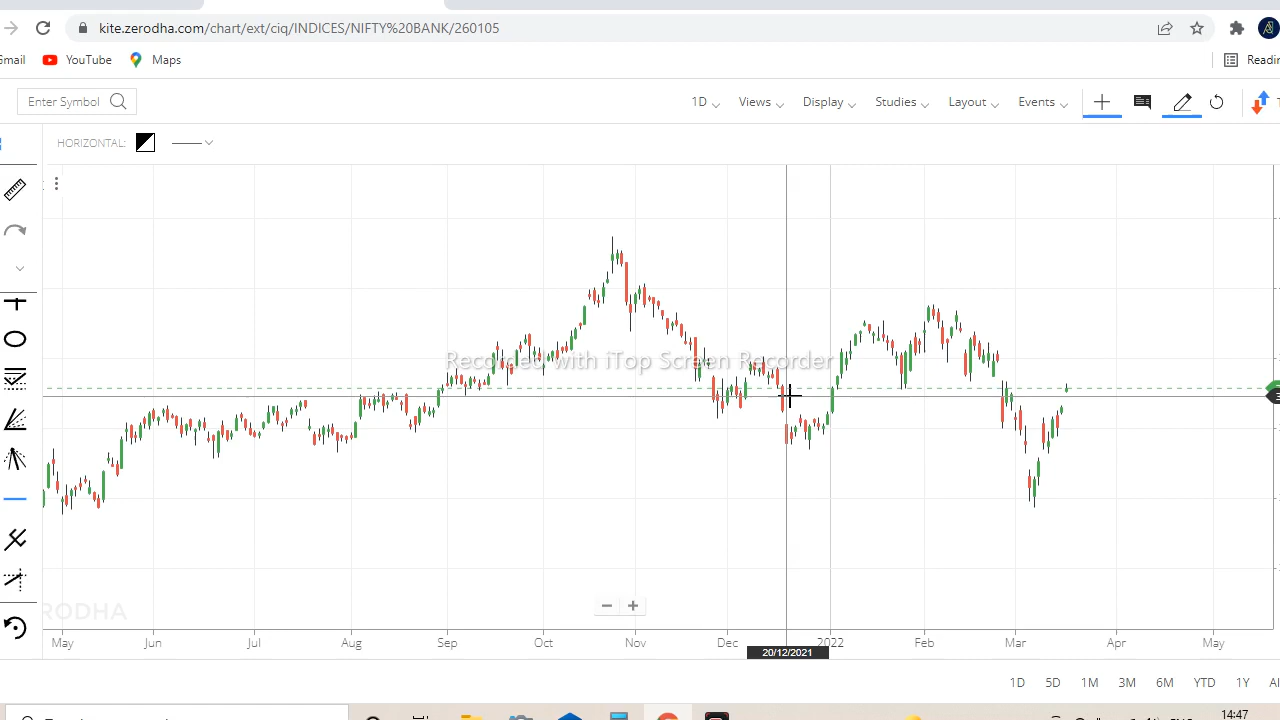 kite.zerodha.com/chart/ext/ciq/INDICES/NIFTY%20BANK/260105
Gmail YouTube Maps Readin
Enter Symbol 1D Views Display Studies Layout Events
HORIZONTAL:
Recorded with iTop Screen Recorder
ERODHA
May Jun Jul Aug Sep Oct Nov Dec 2022 Feb Mar Apr May
20/12/2021
1D 5D 1M 3M 6M YTD 1Y
14:47